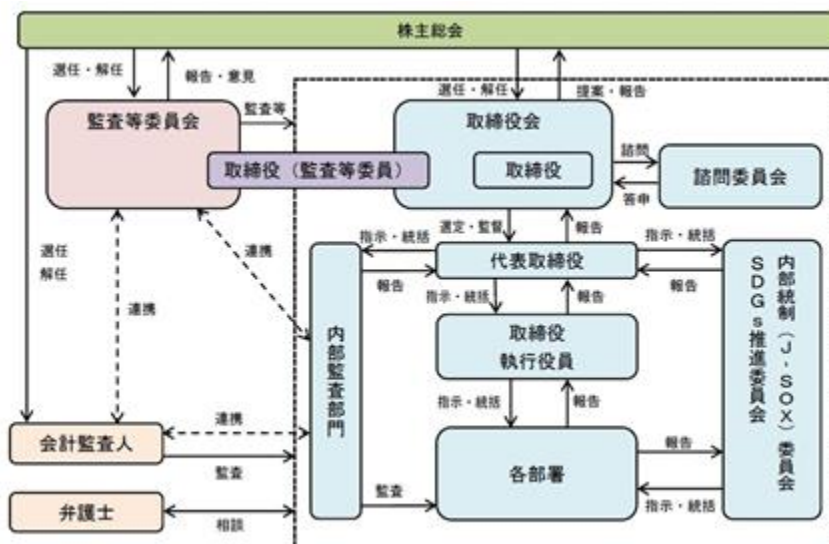 株主総会
選任・解任
報告・意見
選任・解任
提案・報告
監査等委員会
監査等
取締役会
取締役（監査等委員）
取締役
諮問
答申
諮問委員会
選任
解任
連携
連携
選定・監督
報告
指示・統括
代表取締役
指示・統括
報告
報告
指示・統括
報告
内部監査部門
取締役
執行役員
内部統制（J-SOX）委員会
SDGs推進委員会
指示・統括
報告
会計監査人
連携
監査
各部署
報告
指示・統括
監査
弁護士
相談